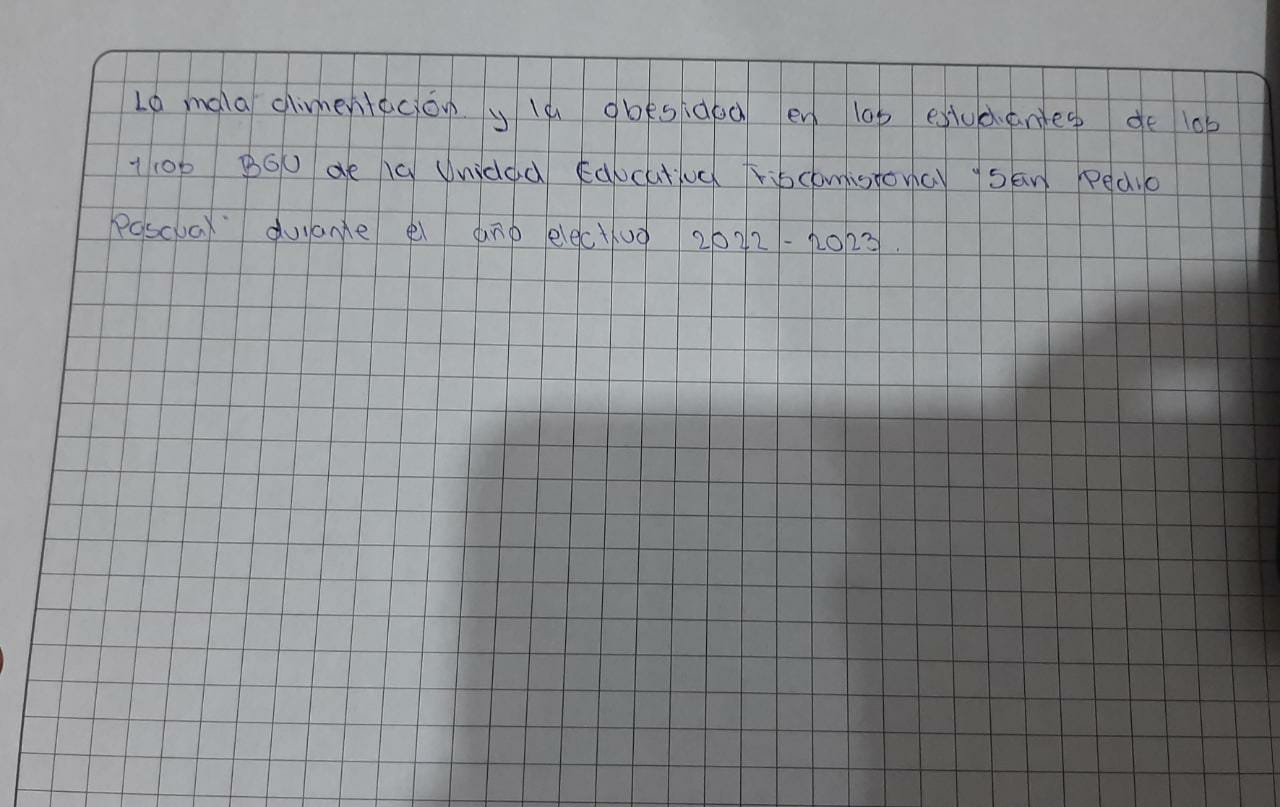 La mala alimentación y la obesidad en los estudiantes de los
1ros BGU de la Unidad Educativa Fiscomisional "San Pedro
Pascual" durante el año electivo 2022 - 2023.